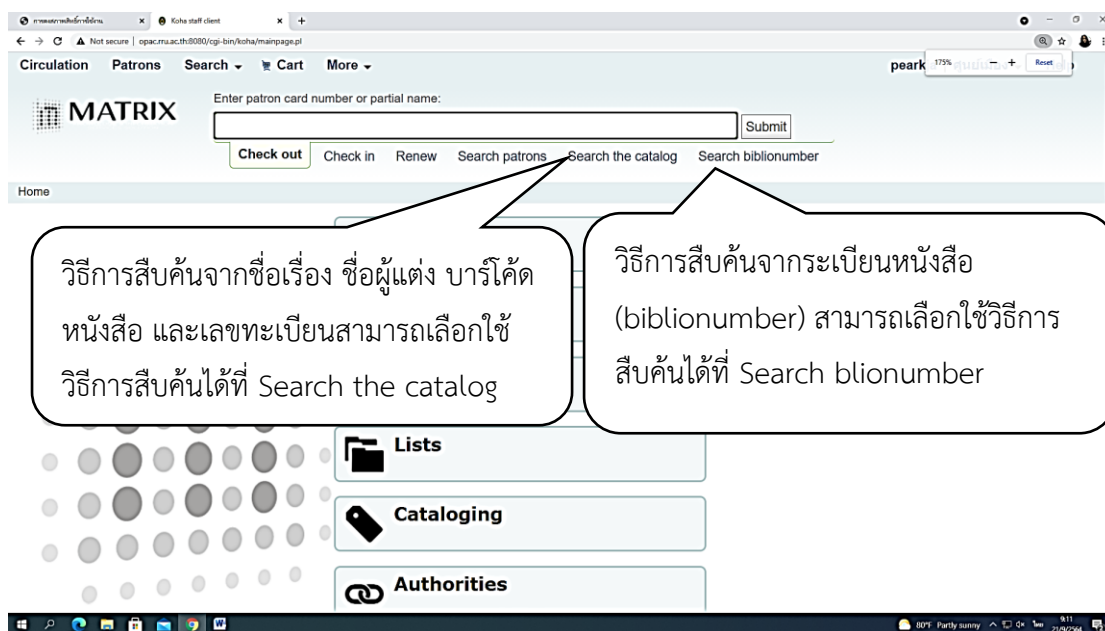 Koha staff client
Not secure | opac.rru.ac.th:8080/cgi-bin/koha/mainpage.pl
Circulation Patrons Search Cart More
peark
175% − + Reset
MATRIX
Enter patron card number or partial name:
Submit
Check out Check in Renew Search patrons Search the catalog Search biblionumber
Home
วิธีการสืบค้นจากชื่อเรื่อง ชื่อผู้แต่ง บาร์โค้ด
หนังสือ และเลขทะเบียนสามารถเลือกใช้
วิธีการสืบค้นได้ที่ Search the catalog
วิธีการสืบค้นจากระเบียนหนังสือ
(biblionumber) สามารถเลือกใช้วิธีการ
สืบค้นได้ที่ Search blionumber
Lists
Cataloging
Authorities
80°F Partly sunny
9:11
21/9/2564